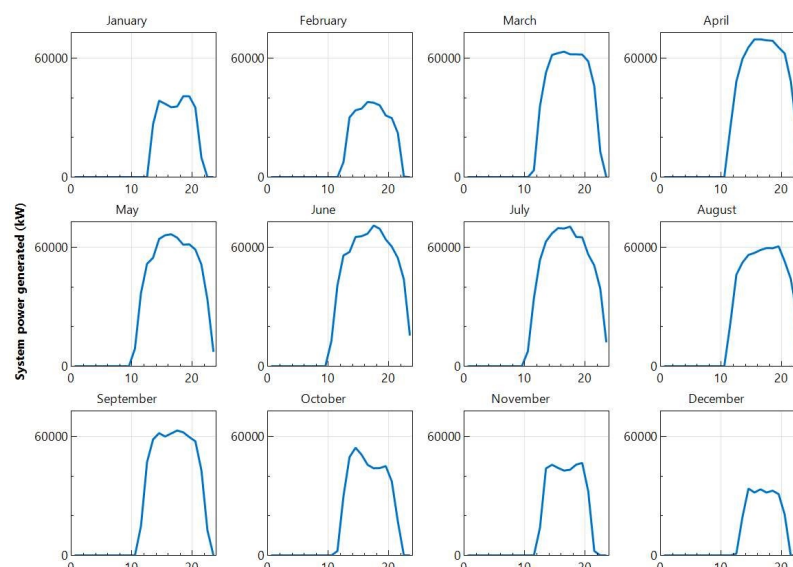 January February March April
60000 60000 60000 60000
0 0 0 0
0 10 20 0 10 20 0 10 20 0 10 20
May June July August
System power generated (kW)
60000 60000 60000 60000
0 0 0 0
0 10 20 0 10 20 0 10 20 0 10 20
September October November December
60000 60000 60000 60000
0 0 0 0
0 10 20 0 10 20 0 10 20 0 10 20